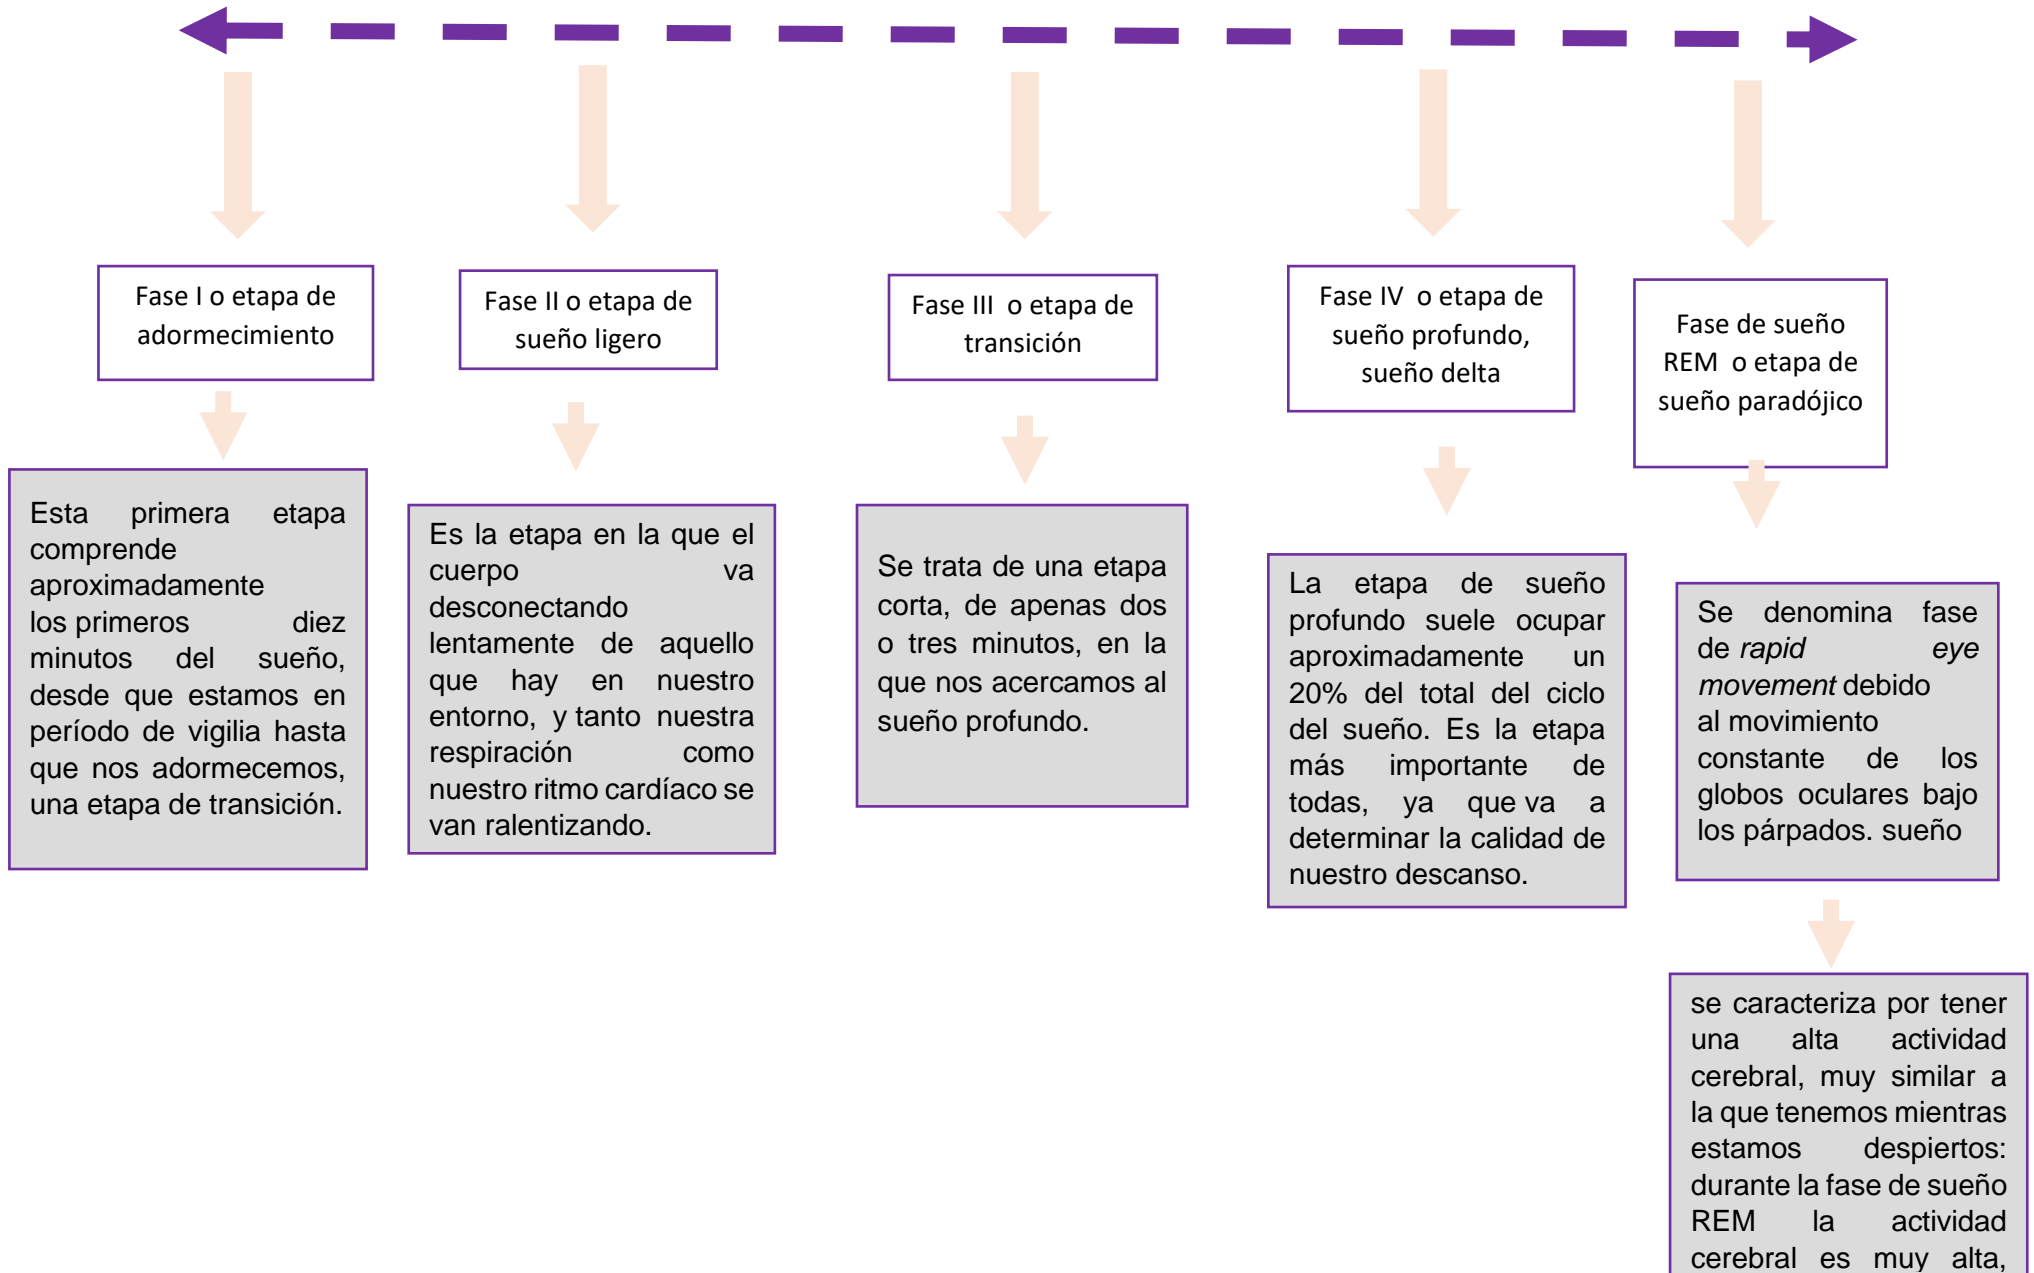 Fase I o etapa de
adormecimiento
Fase II o etapa de
sueño ligero
Fase III o etapa de
transición
Fase IV o etapa de
sueño profundo,
sueño delta
Fase de sueño
REM o etapa de
sueño paradójico
Esta primera etapa
comprende
aproximadamente
los primeros diez
minutos del sueño,
desde que estamos en
período de vigilia hasta
que nos adormecemos,
una etapa de transición.
Es la etapa en la que el
cuerpo va
desconectando
lentamente de aquello
que hay en nuestro
entorno, y tanto nuestra
respiración como
nuestro ritmo cardíaco se
van ralentizando.
Se trata de una etapa
corta, de apenas dos
o tres minutos, en la
que nos acercamos al
sueño profundo.
La etapa de sueño
profundo suele ocupar
aproximadamente un
20% del total del ciclo
del sueño. Es la etapa
más importante de
todas, ya que va a
determinar la calidad de
nuestro descanso.
Se denomina fase
de rapid eye
movement debido
al movimiento
constante de los
globos oculares bajo
los párpados. sueño
se caracteriza por tener
una alta actividad
cerebral, muy similar a
la que tenemos mientras
estamos despiertos:
durante la fase de sueño
REM la actividad
cerebral es muy alta,